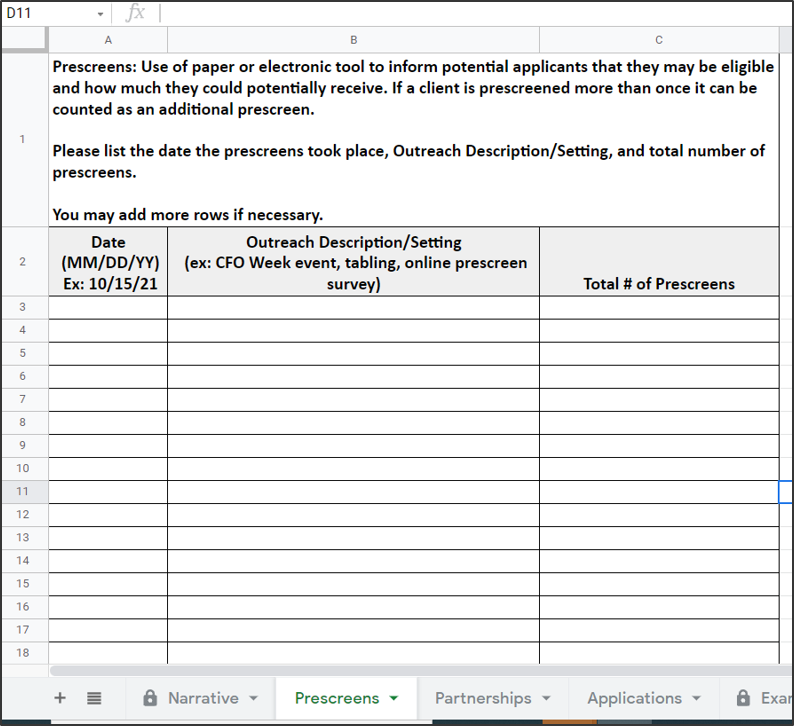 D11
fx
A
B
C
1
Prescreens: Use of paper or electronic tool to inform potential applicants that they may be eligible
and how much they could potentially receive. If a client is prescreened more than once it can be
counted as an additional prescreen.
Please list the date the prescreens took place, Outreach Description/Setting, and total number of
prescreens.
You may add more rows if necessary.
2
Date
(MM/DD/YY)
Ex: 10/15/21
Outreach Description/Setting
(ex: CFO Week event, tabling, online prescreen
survey)
Total # of Prescreens
3
4
5
6
7
8
9
10
11
12
13
14
15
16
17
18
Narrative
Prescreens
Partnerships
Applications
Exar